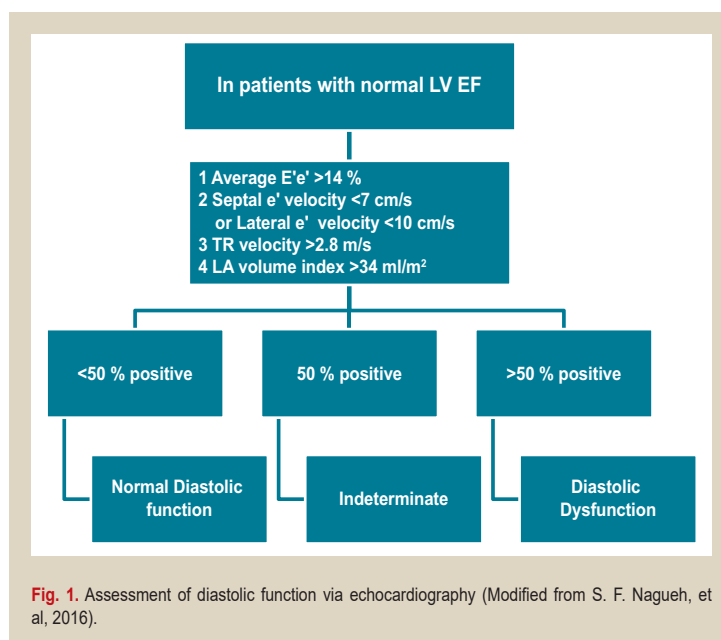 In patients with normal LV EF
1 Average E'e' >14 %
2 Septal e' velocity <7 cm/s
or Lateral e' velocity <10 cm/s
3 TR velocity >2.8 m/s
4 LA volume index >34 ml/m²
<50 % positive
50 % positive
>50 % positive
Normal Diastolic
function
Indeterminate
Diastolic
Dysfunction
Fig. 1. Assessment of diastolic function via echocardiography (Modified from S. F. Nagueh, et
al, 2016).